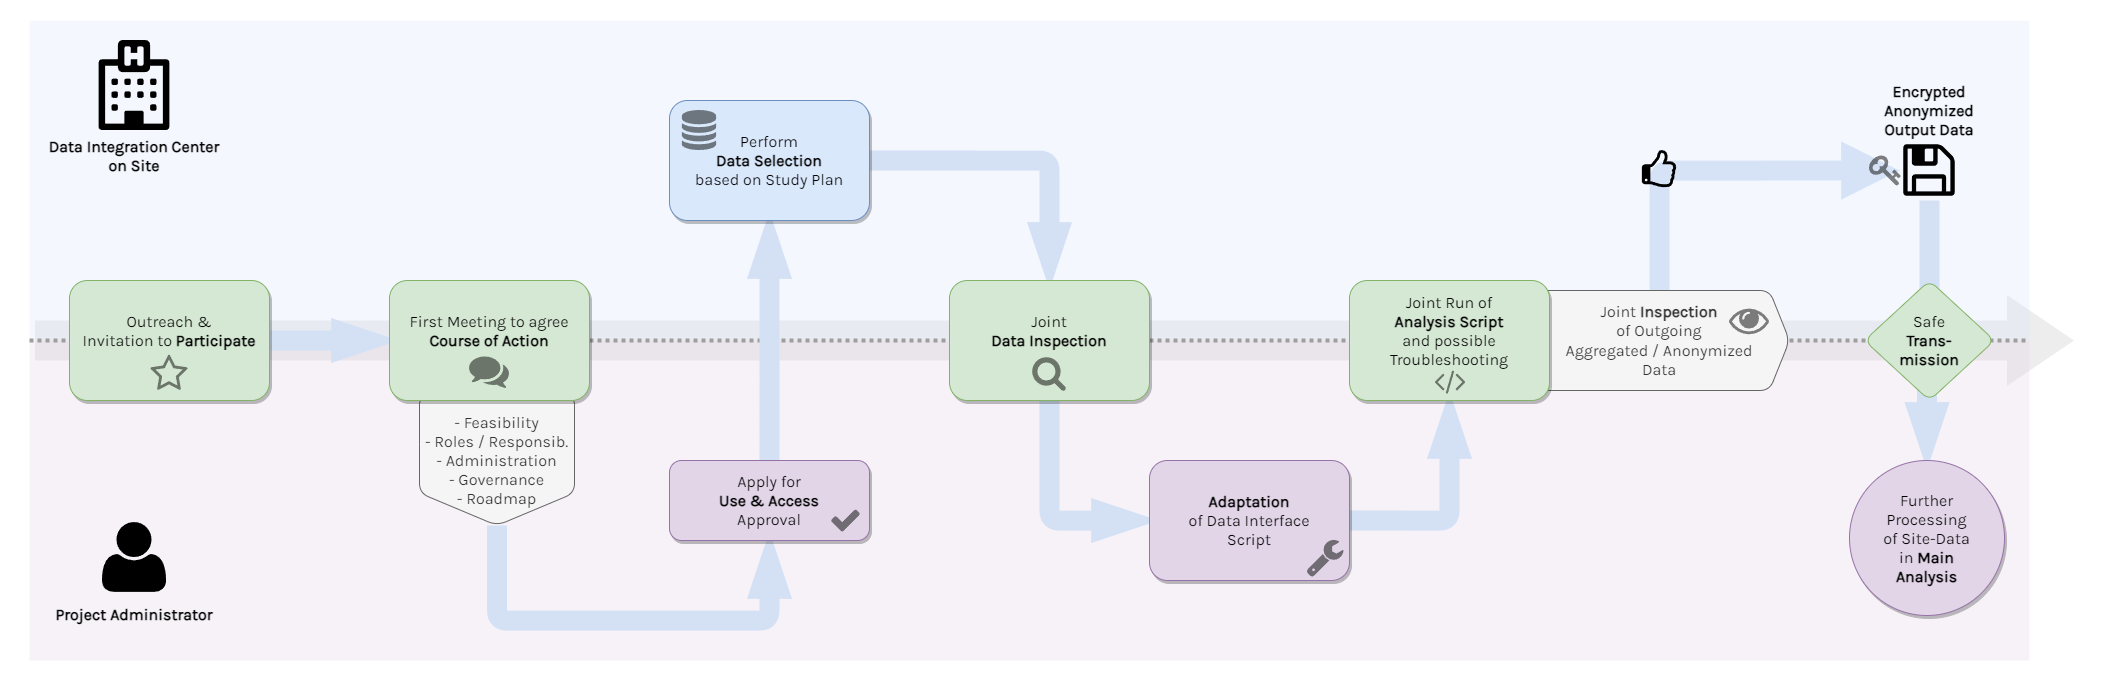 Data Integration Center
on Site
Outreach &
Invitation to Participate
First Meeting to agree
Course of Action
- Feasibility
- Roles / Responsib.
- Administration
- Governance
- Roadmap
Apply for
Use & Access
Approval
Perform
Data Selection
based on Study Plan
Joint
Data Inspection
Adaptation
of Data Interface
Script
Joint Run of
Analysis Script
and possible
Troubleshooting
</>
Joint Inspection
of Outgoing
Aggregated / Anonymized
Data
Encrypted
Anonymized
Output Data
Safe
Trans-
mission
Further
Processing
of Site-Data
in Main
Analysis
Project Administrator